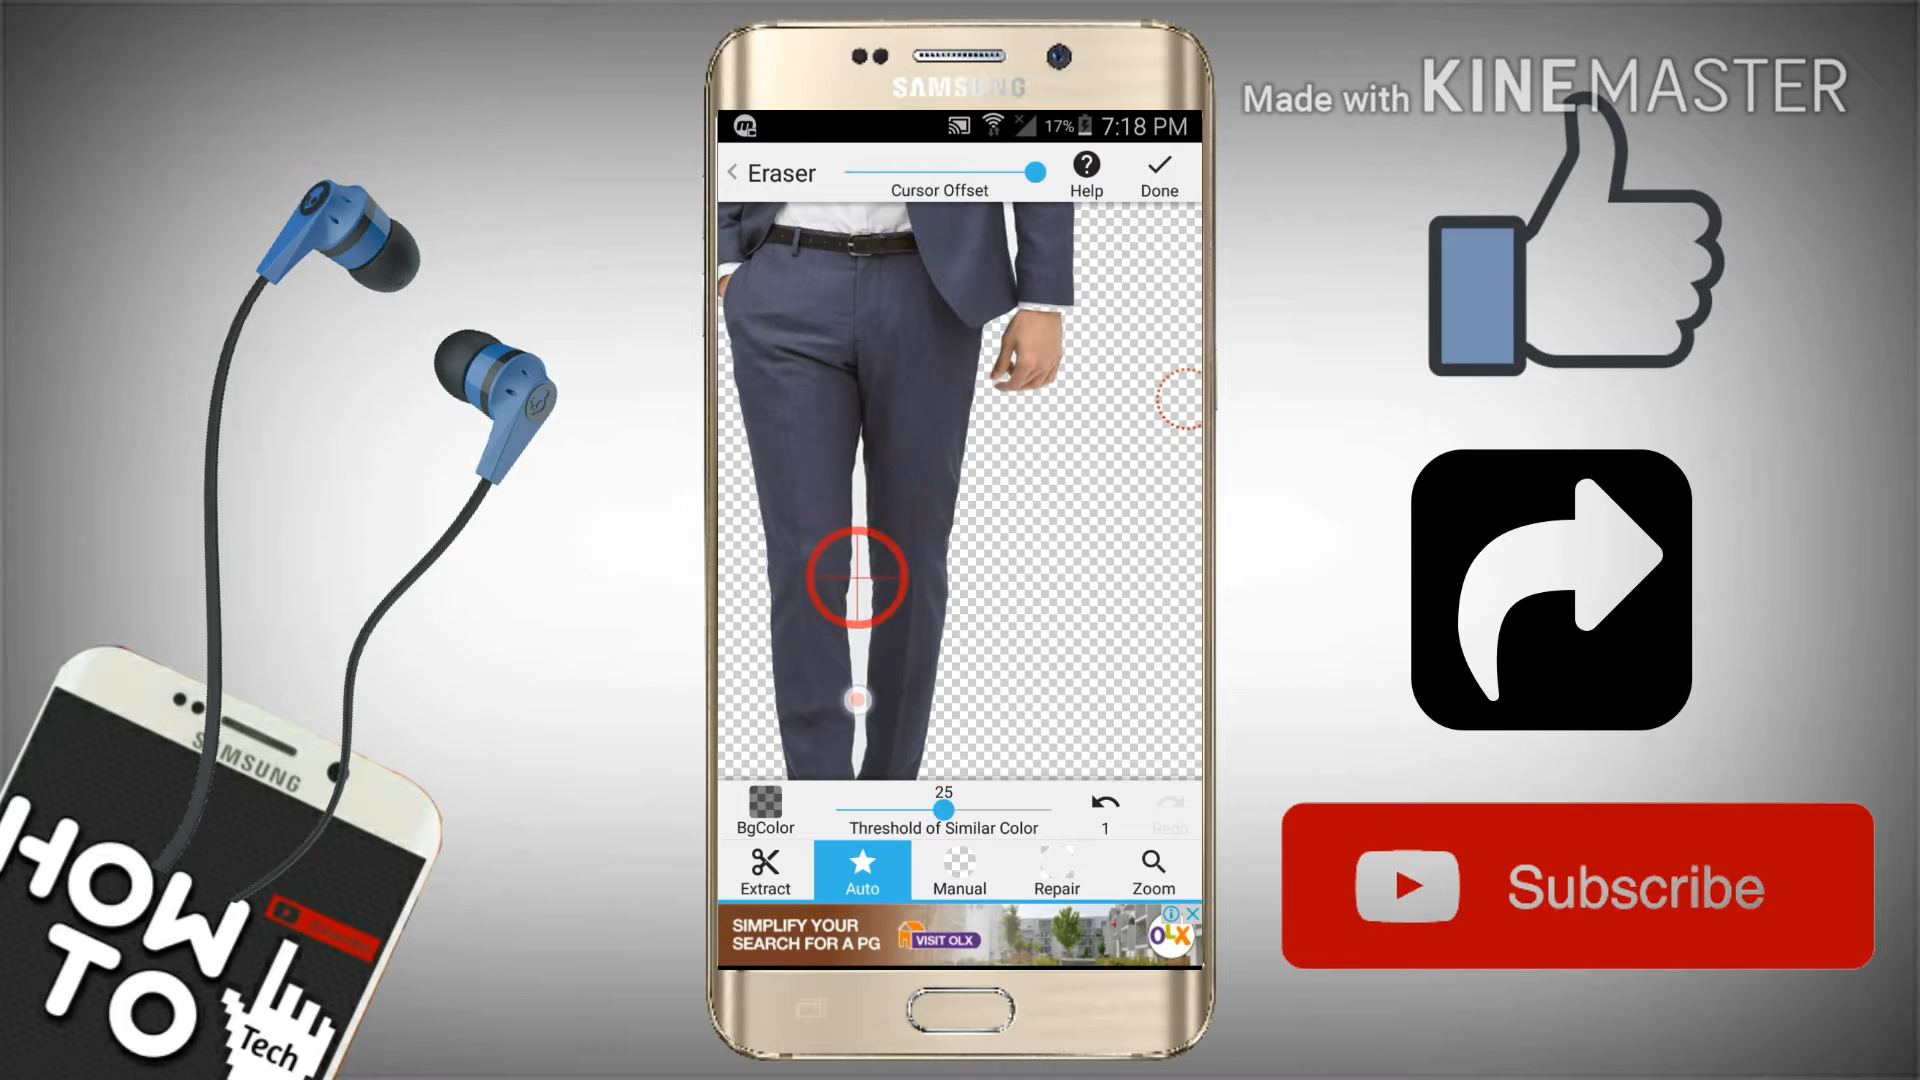 Made with KINEMASTER
SAMSUNG
17% 7:18 PM
Eraser
Cursor Offset
Help
Done
25
BgColor
Threshold of Similar Color
1
Redo
Extract
Auto
Manual
Repair
Zoom
SIMPLIFY YOUR
SEARCH FOR A PG
VISIT OLX
OLX
Subscribe
SAMSUNG
HOW
TO
Tech